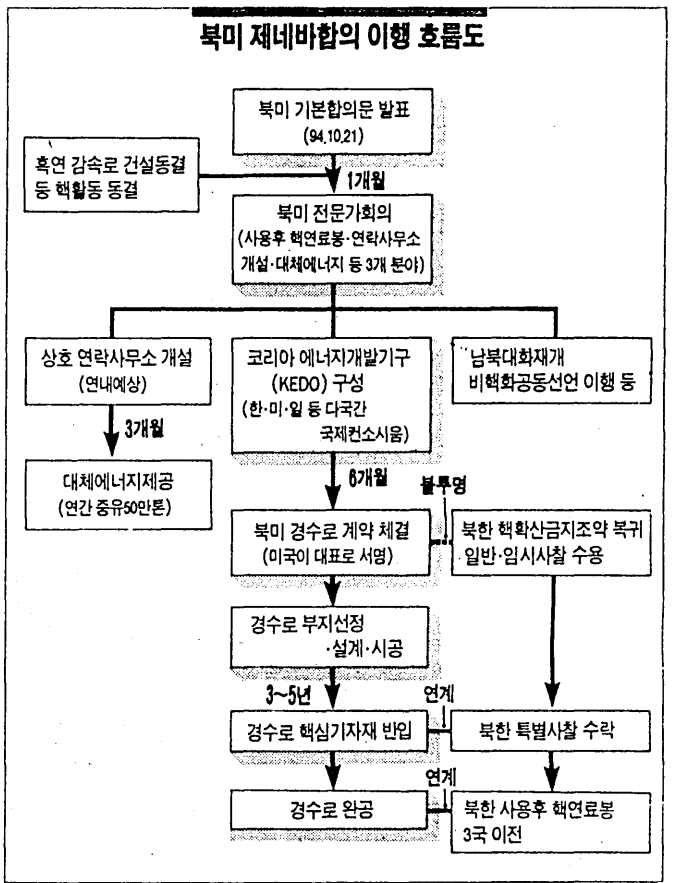 북미 제네바합의 이행 흐름도
북미 기본합의문 발표
(94.10.21)
흑연 감속로 건설동결
등 핵활동 동결
1개월
북미 전문가회의
(사용후 핵연료봉·연락사무소
개설·대체에너지 등 3개 분야)
상호 연락사무소 개설
(연내예상)
3개월
대체에너지제공
(연간 중유50만톤)
코리아 에너지개발기구
(KEDO) 구성
(한·미·일 등 다국간
국제컨소시움)
남북대화재개
비핵화공동선언 이행 등
6개월
불투명
북미 경수로 계약 체결
(미국이 대표로 서명)
북한 핵확산금지조약 복귀
일반·임시사찰 수용
경수로 부지선정
·설계·시공
3～5년
연계
경수로 핵심기자재 반입
북한 특별사찰 수락
연계
경수로 완공
북한 사용후 핵연료봉
3국 이전